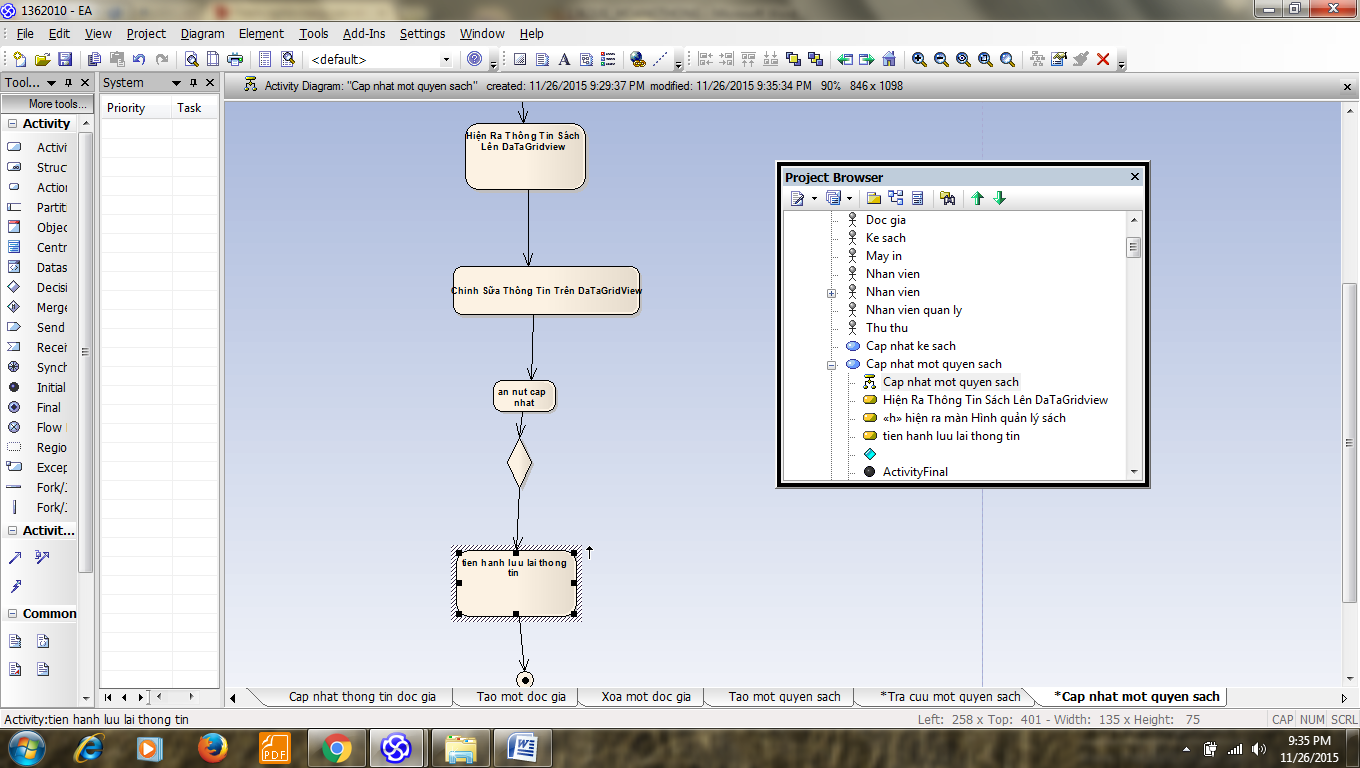 1362010 - EA
File Edit View Project Diagram Element Tools Add-Ins Settings Window Help
<default>
Tool...
System
Activity Diagram: "Cap nhat mot quyen sach" created: 11/26/2015 9:29:37 PM modified: 11/26/2015 9:35:34 PM 90% 846 x 1098
More tools...
Priority Task
Activity
Activi
Struc
Action
Partiti
Objec
Centr
Datas
Decisi
Merge
Send
Recei
Synch
Initial
Final
Flow
Regio
Excep
Fork/J
Fork/J
Activit...
Common
Hiện Ra Thông Tin Sách
Lên DaTaGridview
Chinh Sữa Thông Tin Trên DaTaGridView
an nut cap
nhat
tien hanh luu lai thong
tin
Project Browser
Doc gia
Ke sach
May in
Nhan vien
Nhan vien
Nhan vien quan ly
Thu thu
Cap nhat ke sach
Cap nhat mot quyen sach
Cap nhat mot quyen sach
Hiện Ra Thông Tin Sách Lên DaTaGridview
«h» hiện ra màn Hình quản lý sách
tien hanh luu lai thong tin
ActivityFinal
Cap nhat thong tin doc gia
Tao mot doc gia
Xoa mot doc gia
Tao mot quyen sach
*Tra cuu mot quyen sach
*Cap nhat mot quyen sach
Activity:tien hanh luu lai thong tin
Left: 258 x Top: 401 - Width: 135 x Height: 75
CAP NUM SCRL
PDF
9:35 PM
11/26/2015